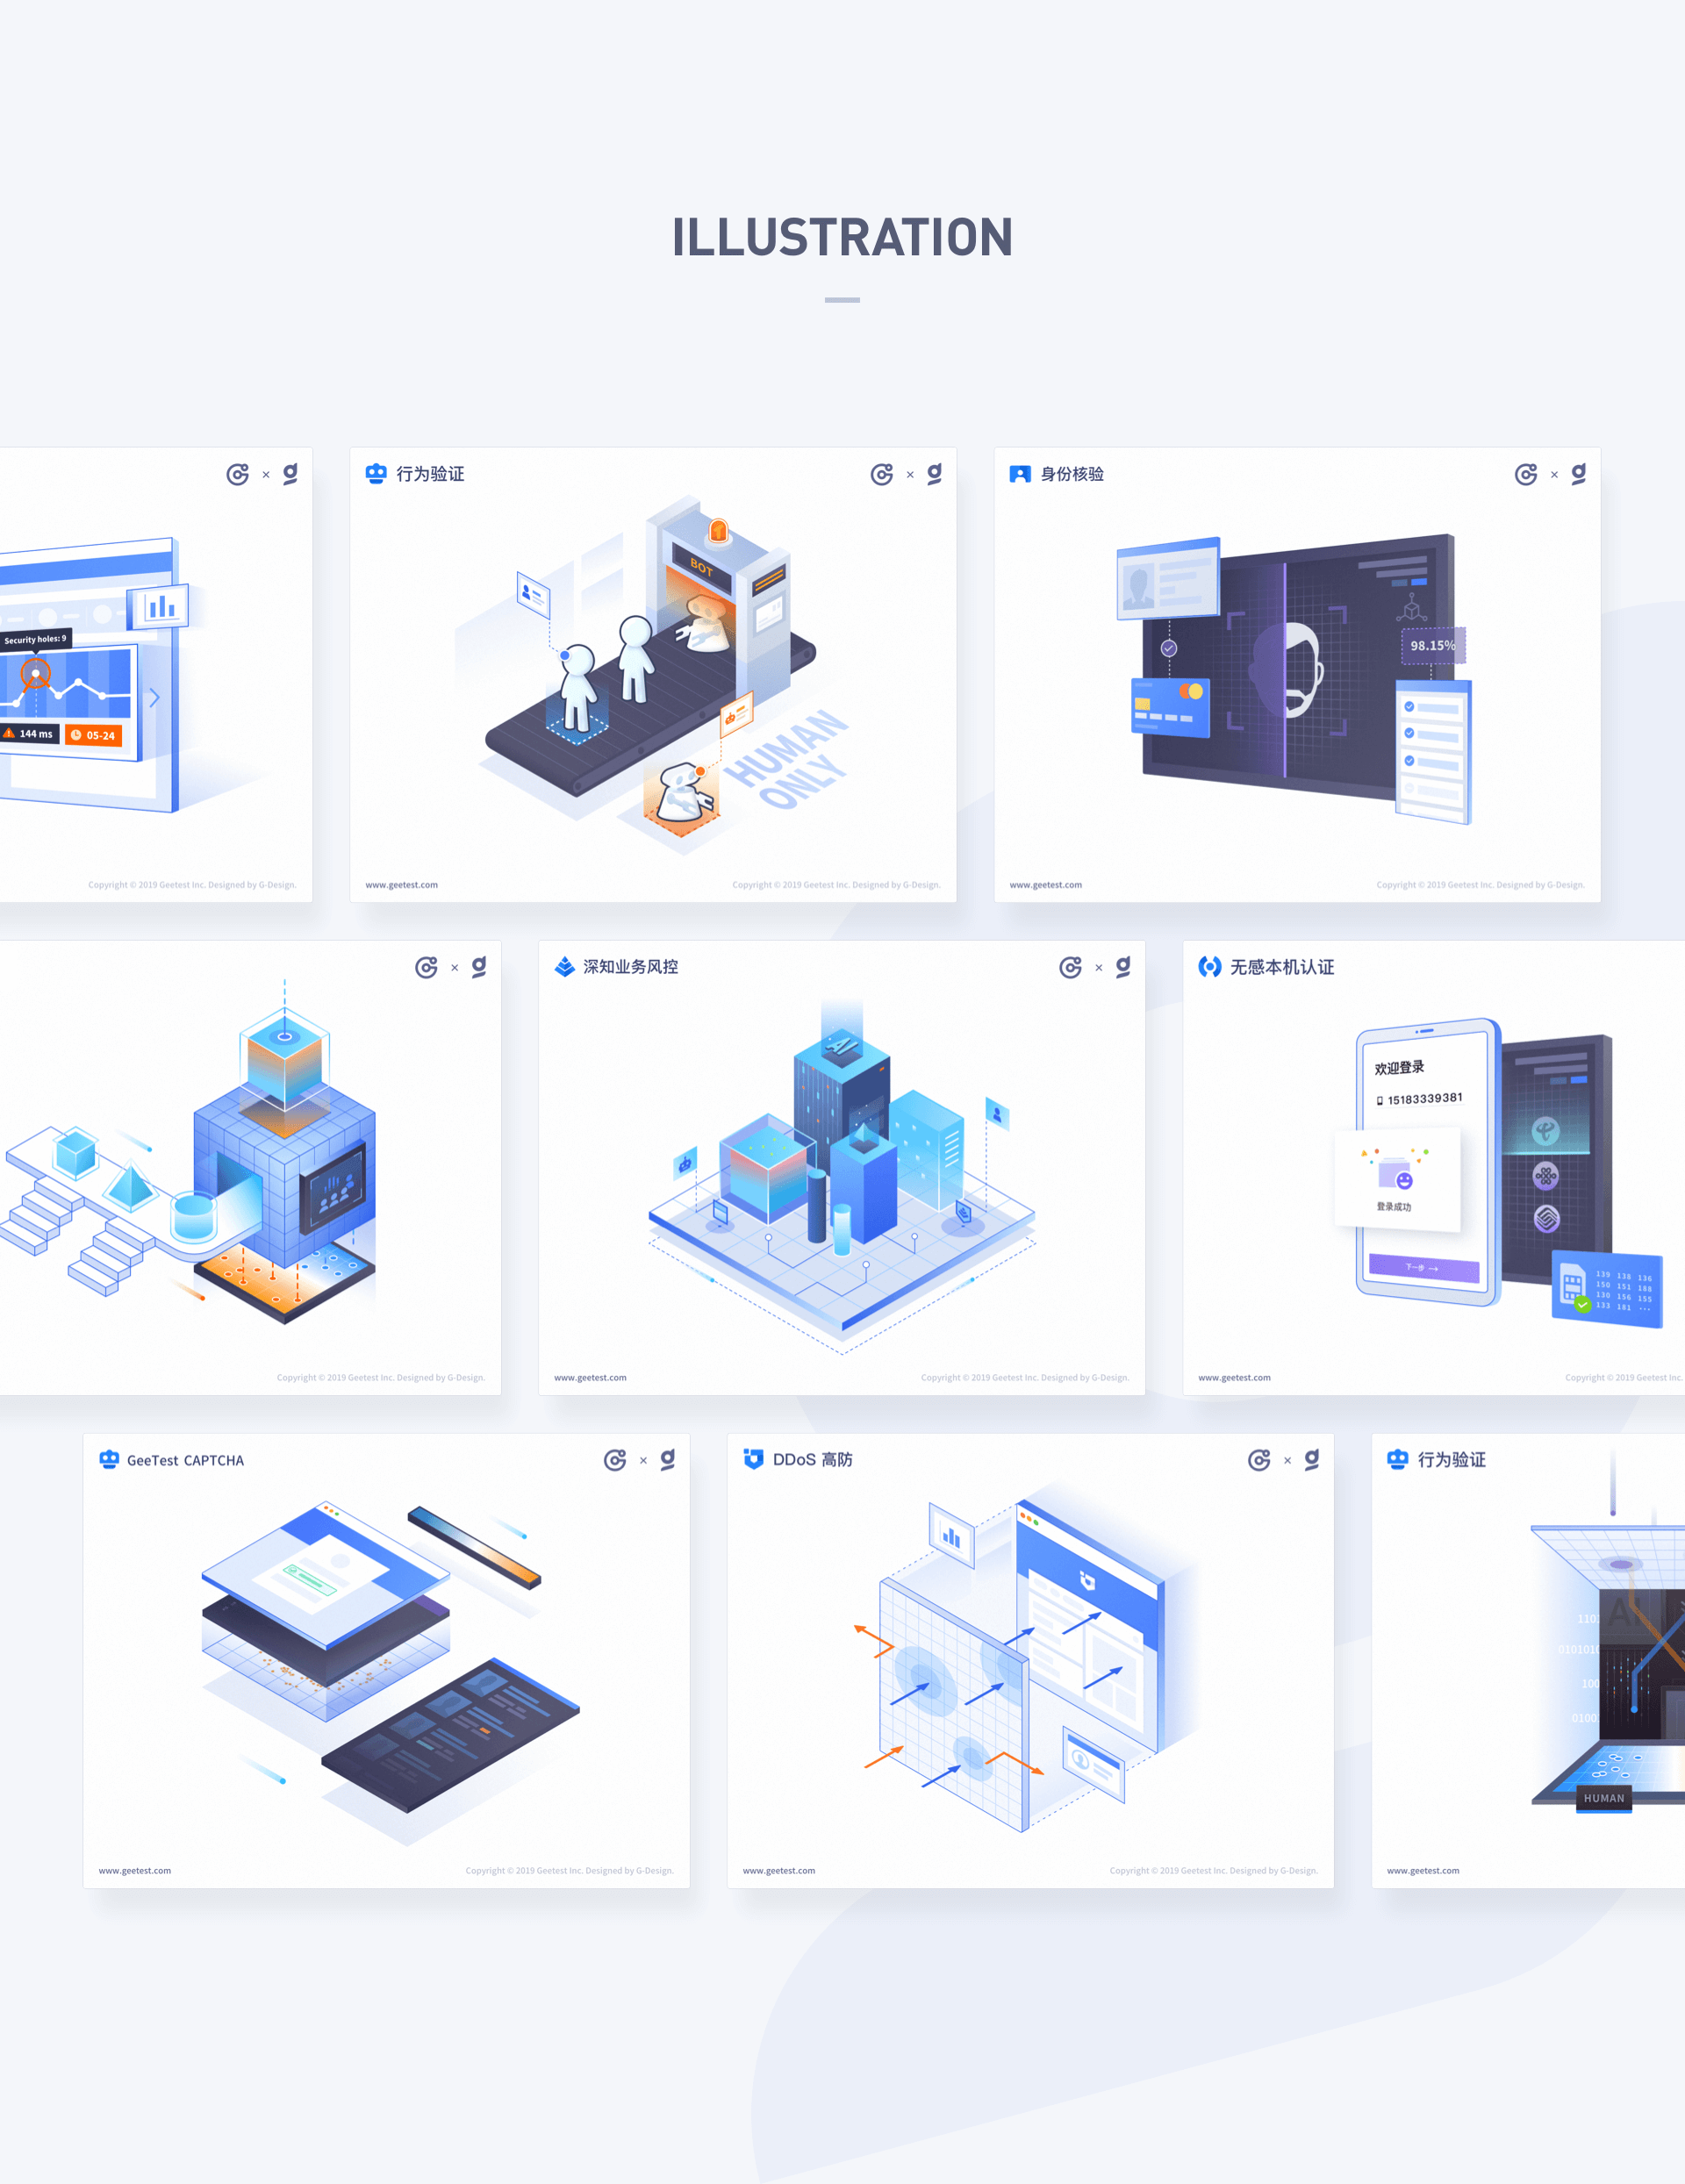 ILLUSTRATION
×
Security holes: 9
144 ms
05-24
Copyright © 2019 Geetest Inc. Designed by G-Design.
行为验证
×
BOT
HUMAN
ONLY
www.geetest.com
Copyright © 2019 Geetest Inc. Designed by G-Design.
身份核验
×
98.15%
www.geetest.com
Copyright © 2019 Geetest Inc. Designed by G-Design.
×
Copyright © 2019 Geetest Inc. Designed by G-Design.
深知业务风控
×
AI
www.geetest.com
Copyright © 2019 Geetest Inc. Designed by G-Design.
无感本机认证
欢迎登录
15183339381
登录成功
下一步 →
139 138 136
150 151 188
130 156 155
133 181 ···
www.geetest.com
Copyright © 2019 Geetest Inc.
GeeTest CAPTCHA
×
www.geetest.com
Copyright © 2019 Geetest Inc. Designed by G-Design.
DDoS 高防
×
www.geetest.com
Copyright © 2019 Geetest Inc. Designed by G-Design.
行为验证
AI
1101
0101010
100
0100
HUMAN
www.geetest.com